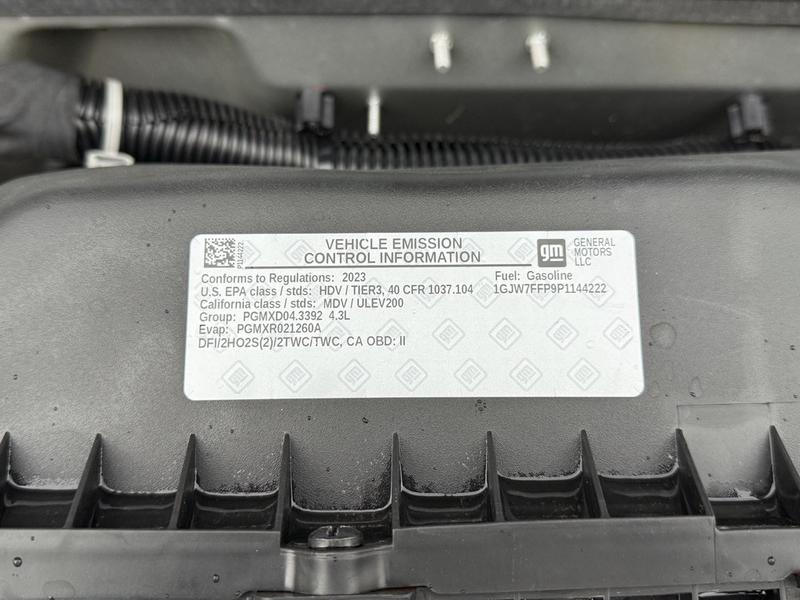 P1144222
VEHICLE EMISSION
CONTROL INFORMATION
gm
GENERAL
MOTORS
LLC
Conforms to Regulations: 2023
Fuel: Gasoline
U.S. EPA class / stds: HDV / TIER3, 40 CFR 1037.104
1GJW7FFP9P1144222
California class / stds: MDV / ULEV200
Group: PGMXD04.3392 4.3L
Evap: PGMXR021260A
DFI/2HO2S(2)/2TWC/TWC, CA OBD: II